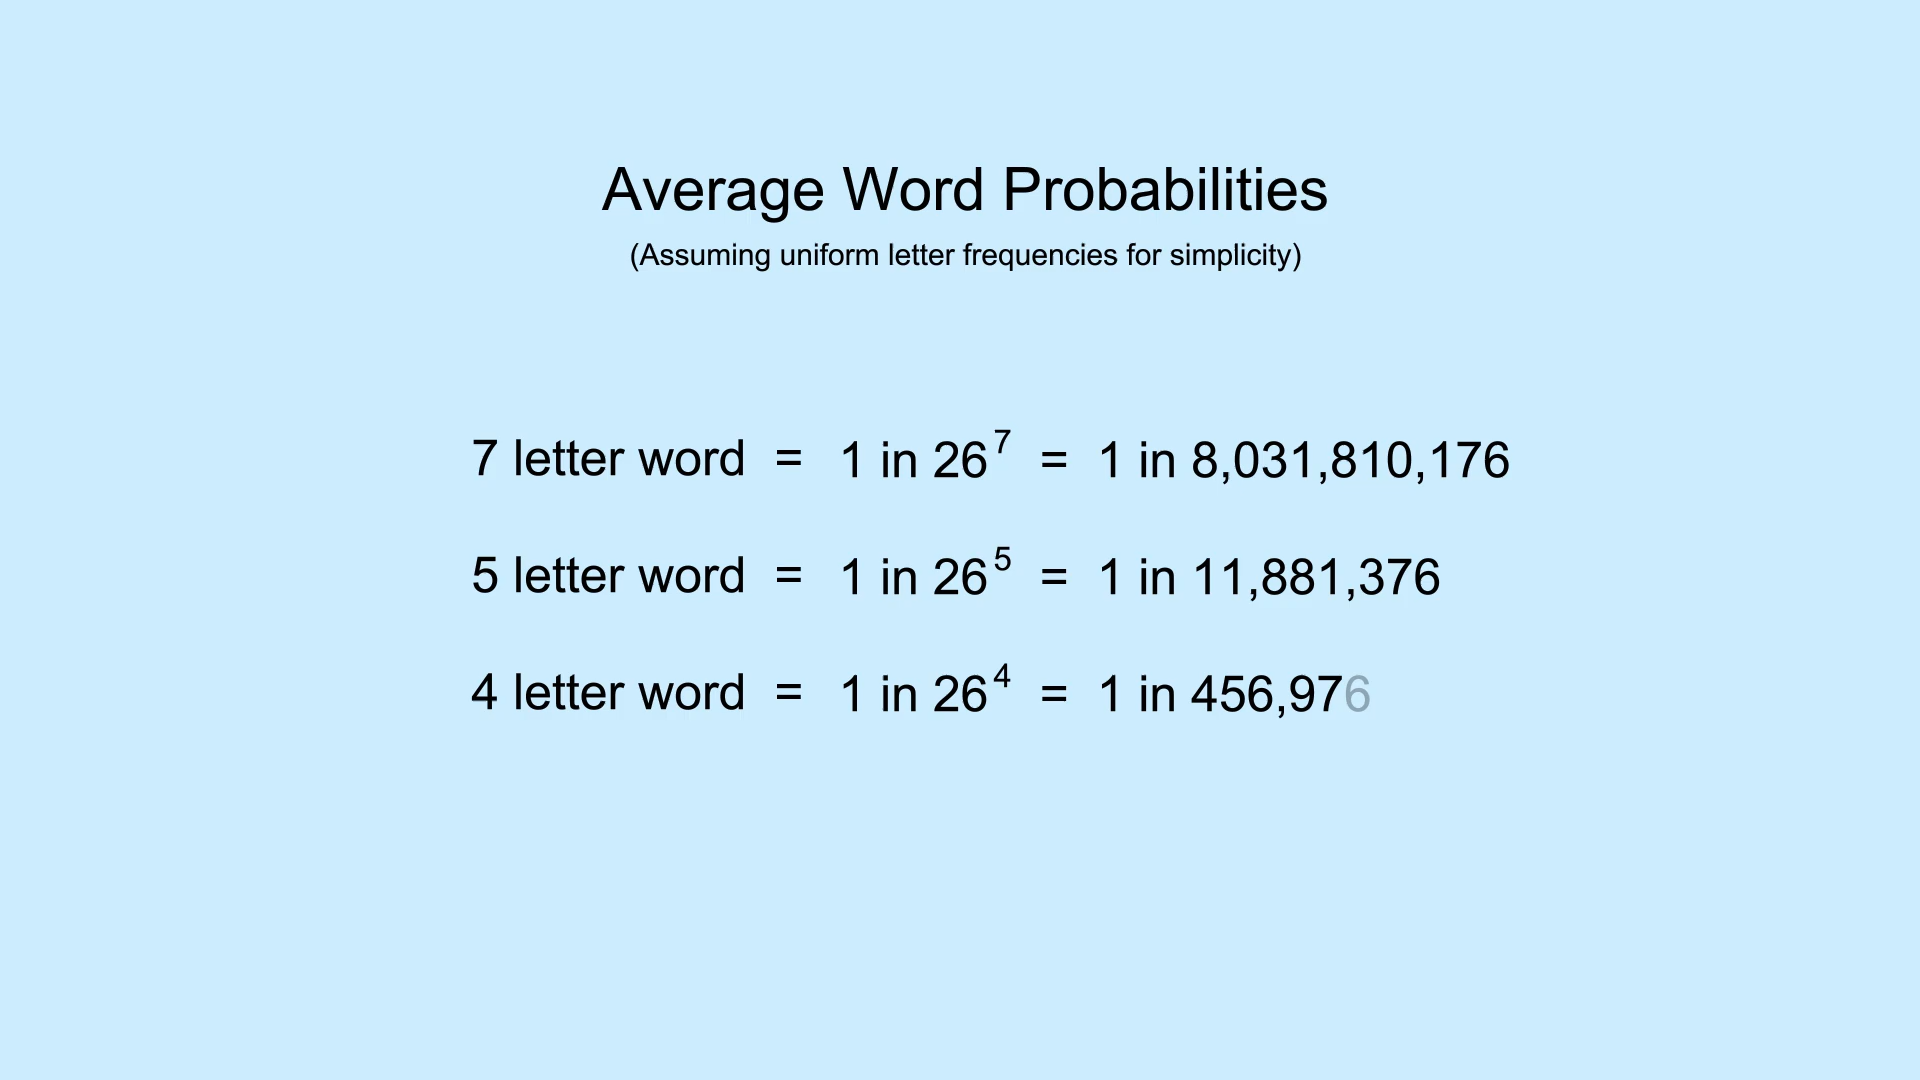 Average Word Probabilities
(Assuming uniform letter frequencies for simplicity)
7 letter word = 1 in 26⁷ = 1 in 8,031,810,176
5 letter word = 1 in 26⁵ = 1 in 11,881,376
4 letter word = 1 in 26⁴ = 1 in 456,976